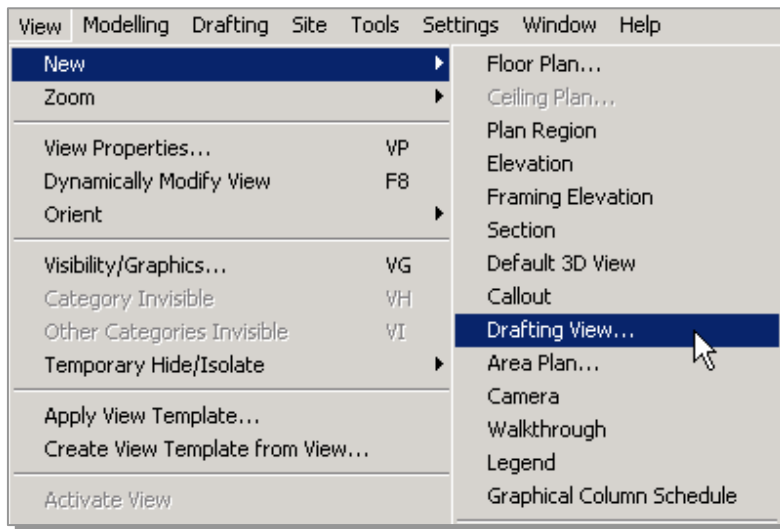 View Modelling Drafting Site Tools Settings Window Help
New
Zoom
View Properties... VP
Dynamically Modify View F8
Orient
Visibility/Graphics... VG
Category Invisible VH
Other Categories Invisible VI
Temporary Hide/Isolate
Apply View Template...
Create View Template from View...
Activate View
Floor Plan...
Ceiling Plan...
Plan Region
Elevation
Framing Elevation
Section
Default 3D View
Callout
Drafting View...
Area Plan...
Camera
Walkthrough
Legend
Graphical Column Schedule